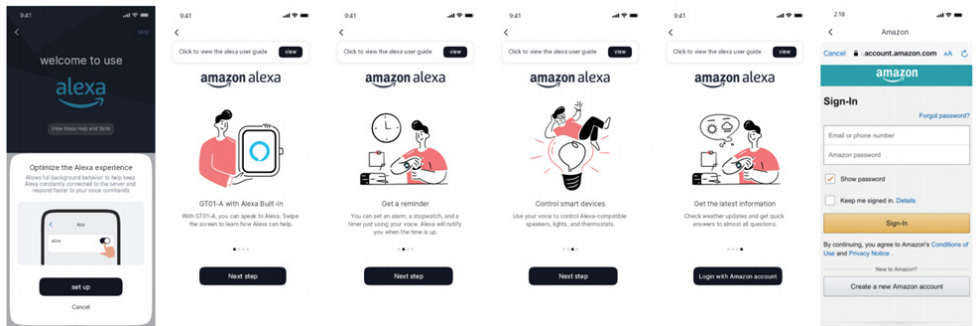 9:41
skip
welcome to use
alexa
View Alexa Help and Skills
Optimize the Alexa experience
Allows full background behavior to help keep
Alexa constantly connected to the server and
respond faster to your voice commands
App
alexa
set up
Cancel
9:41
Click to view the alexa user guide
view
amazon alexa
GT01-A with Alexa Built-in
With GT01-A, you can speak to Alexa. Swipe
the screen to learn how Alexa can help.
Next step
9:41
Click to view the alexa user guide
view
amazon alexa
Get a reminder
You can set an alarm, a stopwatch, and a
timer just using your voice. Alexa will notify
you when the time is up.
Next step
9:41
Click to view the alexa user guide
view
amazon alexa
Control smart devices
Use your voice to control Alexa-compatible
speakers, lights, and thermostats.
Next step
9:41
Click to view the alexa user guide
view
amazon alexa
Get the latest information
Check weather updates and get quick
answers to almost all questions.
Login with Amazon account
2:18
Amazon
Cancel
.account.amazon.com
AA
amazon
Sign-In
Forgot password?
Email or phone number
Amazon password
Show password
Keep me signed in. Details
Sign-In
By continuing, you agree to Amazon's Conditions of
Use and Privacy Notice .
New to Amazon?
Create a new Amazon account